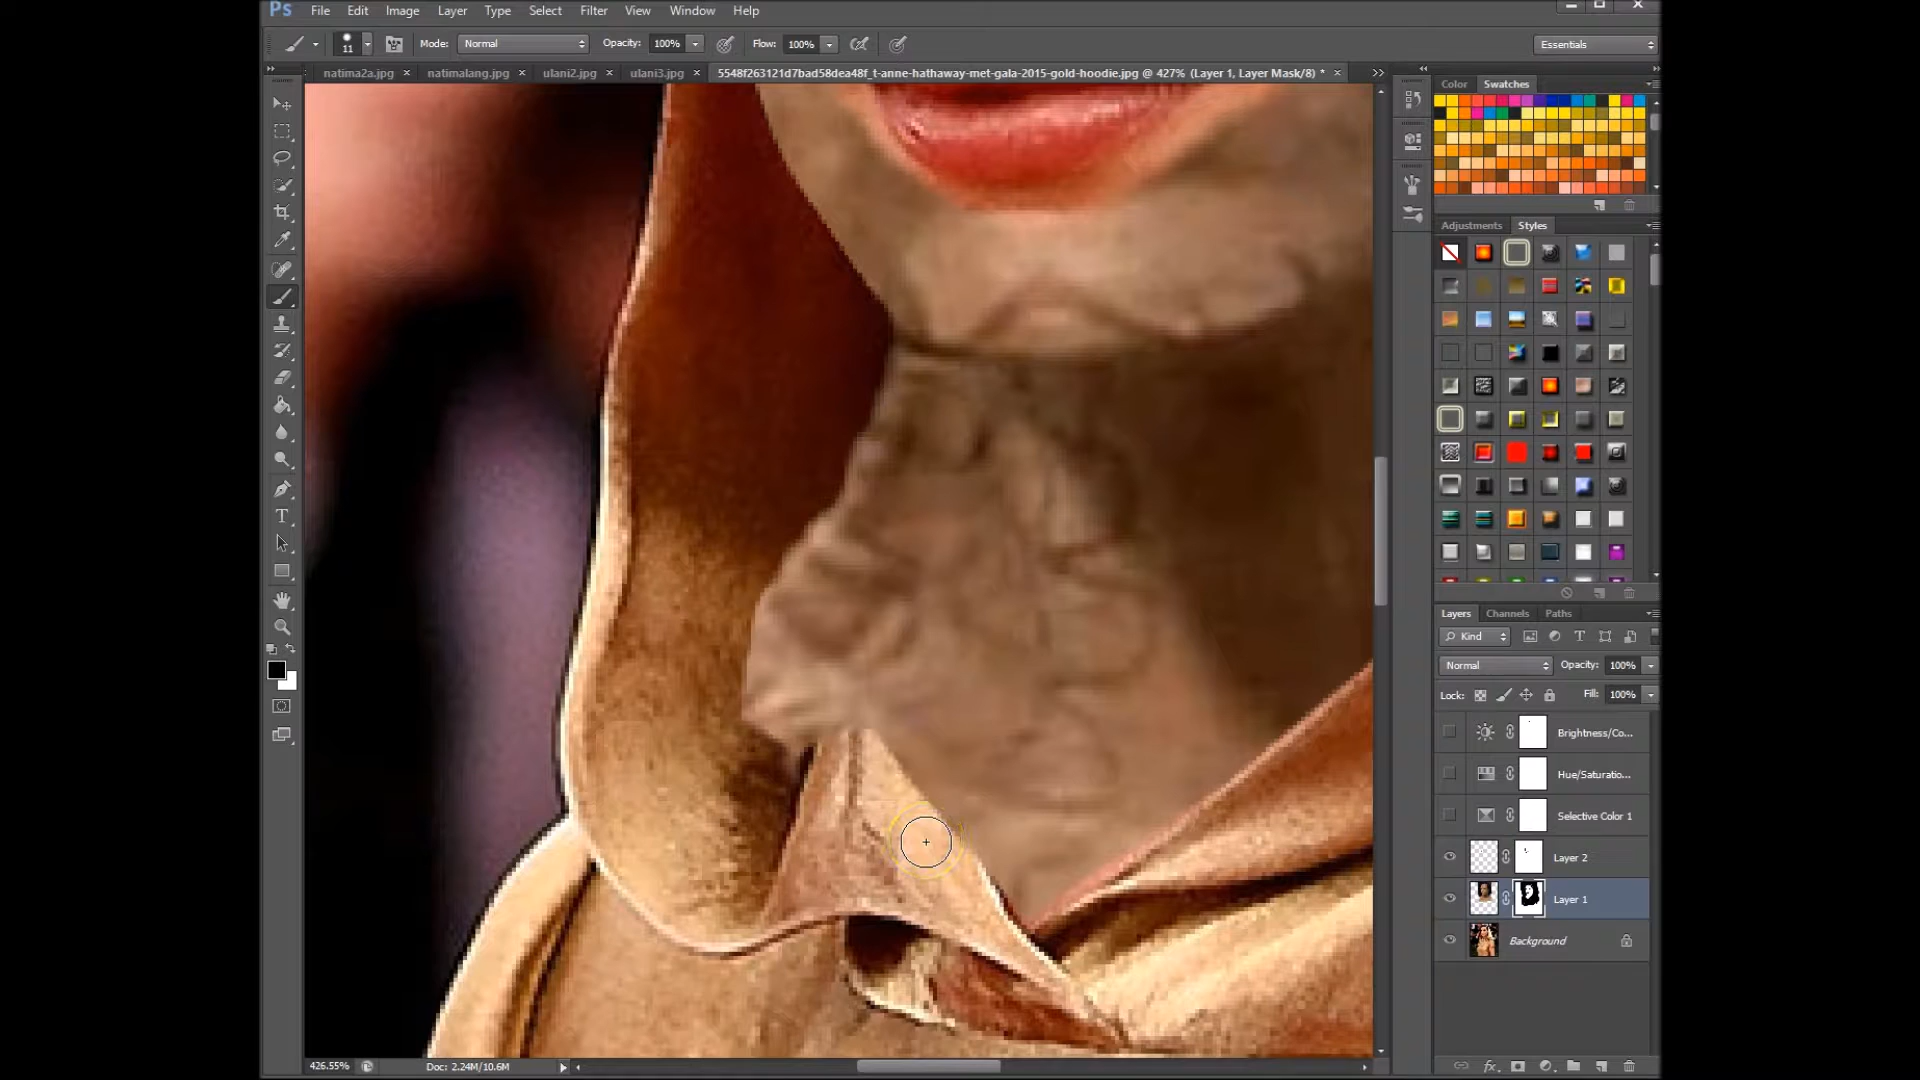 Ps File Edit Image Layer Type Select Filter View Window Help
11 Mode: Normal Opacity: 100% Flow: 100% Essentials
natima2a.jpg × natimalang.jpg × ulani2.jpg × ulani3.jpg × 5548f263121d7bad58dea48f_t-anne-hathaway-met-gala-2015-gold-hoodie.jpg @ 427% (Layer 1, Layer Mask/8) * ×
Color Swatches
Adjustments Styles
Layers Channels Paths
Kind
Normal Opacity: 100%
Lock: Fill: 100%
Brightness/Co...
Hue/Saturatio...
Selective Color 1
Layer 2
Layer 1
Background
426.55% Doc: 2.24M/10.6M